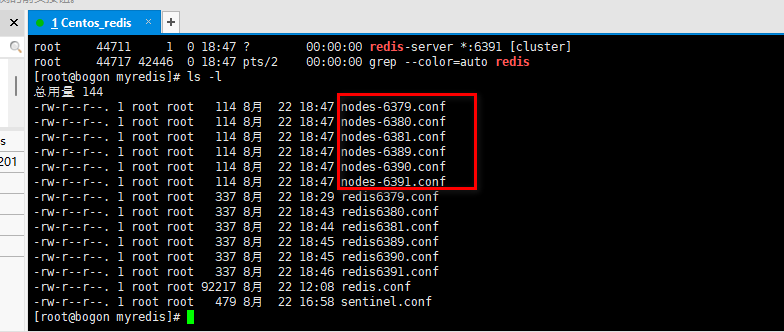 1 Centos_redis
root     44711     1  0 18:47 ?        00:00:00 redis-server *:6391 [cluster]
root     44717 42446  0 18:47 pts/2    00:00:00 grep --color=auto redis
[root@bogon myredis]# ls -l
总用量 144
-rw-r--r--. 1 root root   114 8月  22 18:47 nodes-6379.conf
-rw-r--r--. 1 root root   114 8月  22 18:47 nodes-6380.conf
-rw-r--r--. 1 root root   114 8月  22 18:47 nodes-6381.conf
-rw-r--r--. 1 root root   114 8月  22 18:47 nodes-6389.conf
-rw-r--r--. 1 root root   114 8月  22 18:47 nodes-6390.conf
-rw-r--r--. 1 root root   114 8月  22 18:47 nodes-6391.conf
-rw-r--r--. 1 root root   337 8月  22 18:29 redis6379.conf
-rw-r--r--. 1 root root   337 8月  22 18:43 redis6380.conf
-rw-r--r--. 1 root root   337 8月  22 18:44 redis6381.conf
-rw-r--r--. 1 root root   337 8月  22 18:45 redis6389.conf
-rw-r--r--. 1 root root   337 8月  22 18:45 redis6390.conf
-rw-r--r--. 1 root root   337 8月  22 18:46 redis6391.conf
-rw-r--r--. 1 root root 92217 8月  22 12:08 redis.conf
-rw-r--r--. 1 root root   479 8月  22 16:58 sentinel.conf
[root@bogon myredis]#
s
201